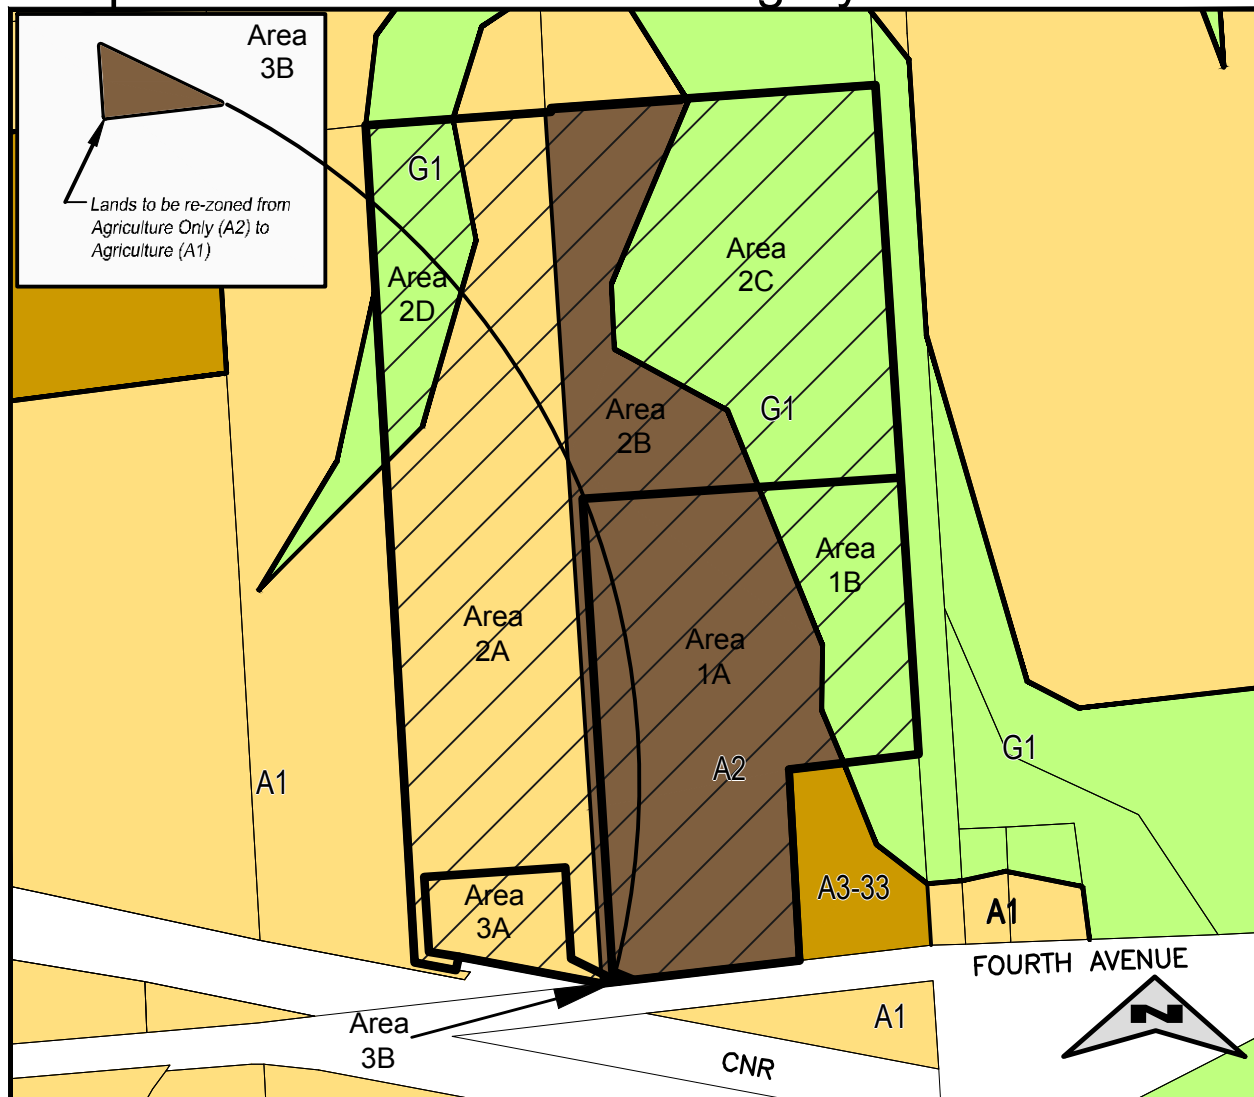 Area
3B
Lands to be re-zoned from
Agriculture Only (A2) to
Agriculture (A1)
G1
Area
2D
Area
2C
Area
2B
G1
Area
1B
Area
2A
Area
1A
A2
G1
A1
Area
3A
A3-33
A1
FOURTH AVENUE
N
A1
Area
3B
CNR